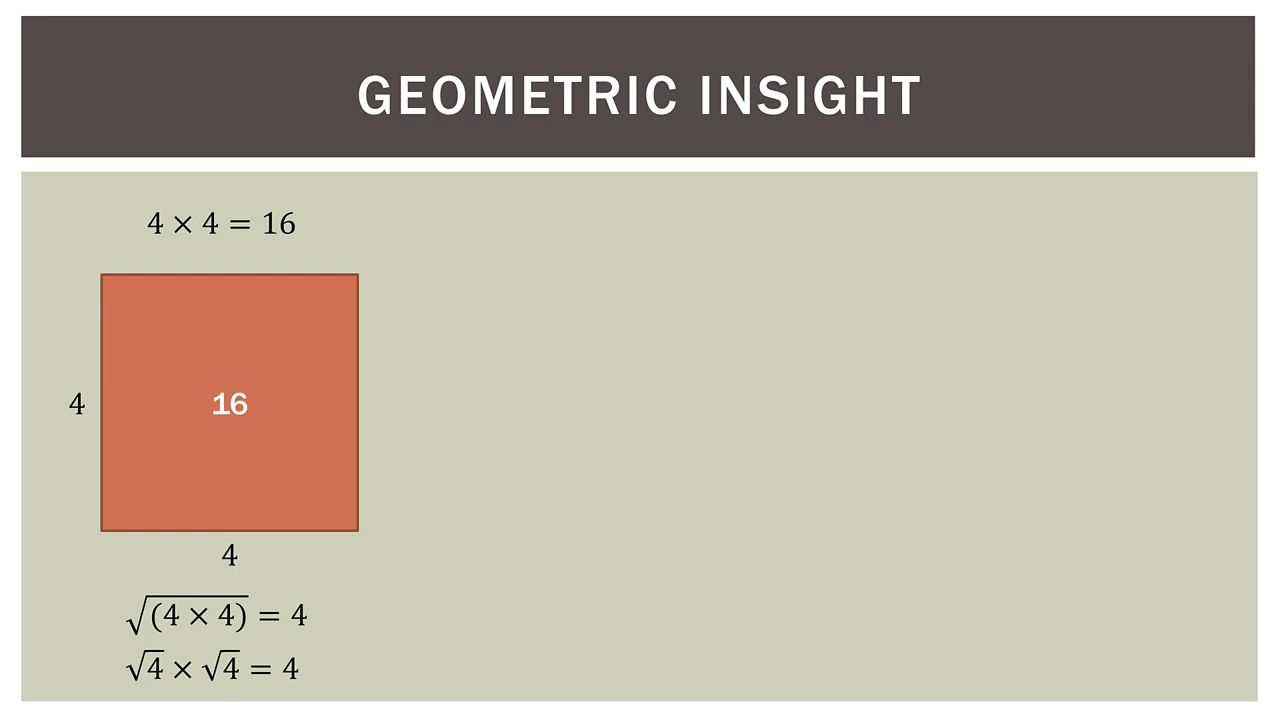 GEOMETRIC INSIGHT
4 × 4 = 16
16
4
4
√(4 × 4) = 4
√4 × √4 = 4